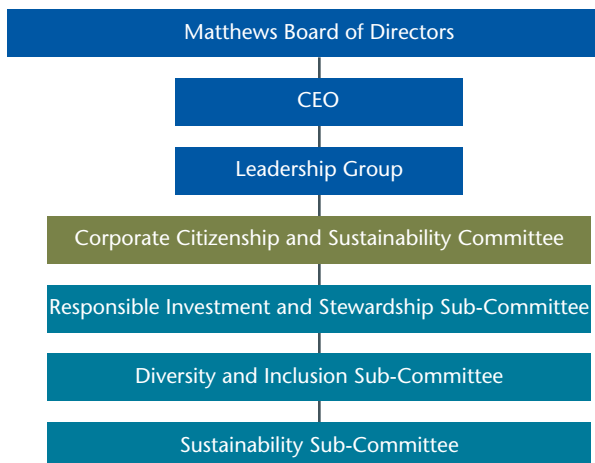 Matthews Board of Directors
CEO
Leadership Group
Corporate Citizenship and Sustainability Committee
Responsible Investment and Stewardship Sub-Committee
Diversity and Inclusion Sub-Committee
Sustainability Sub-Committee